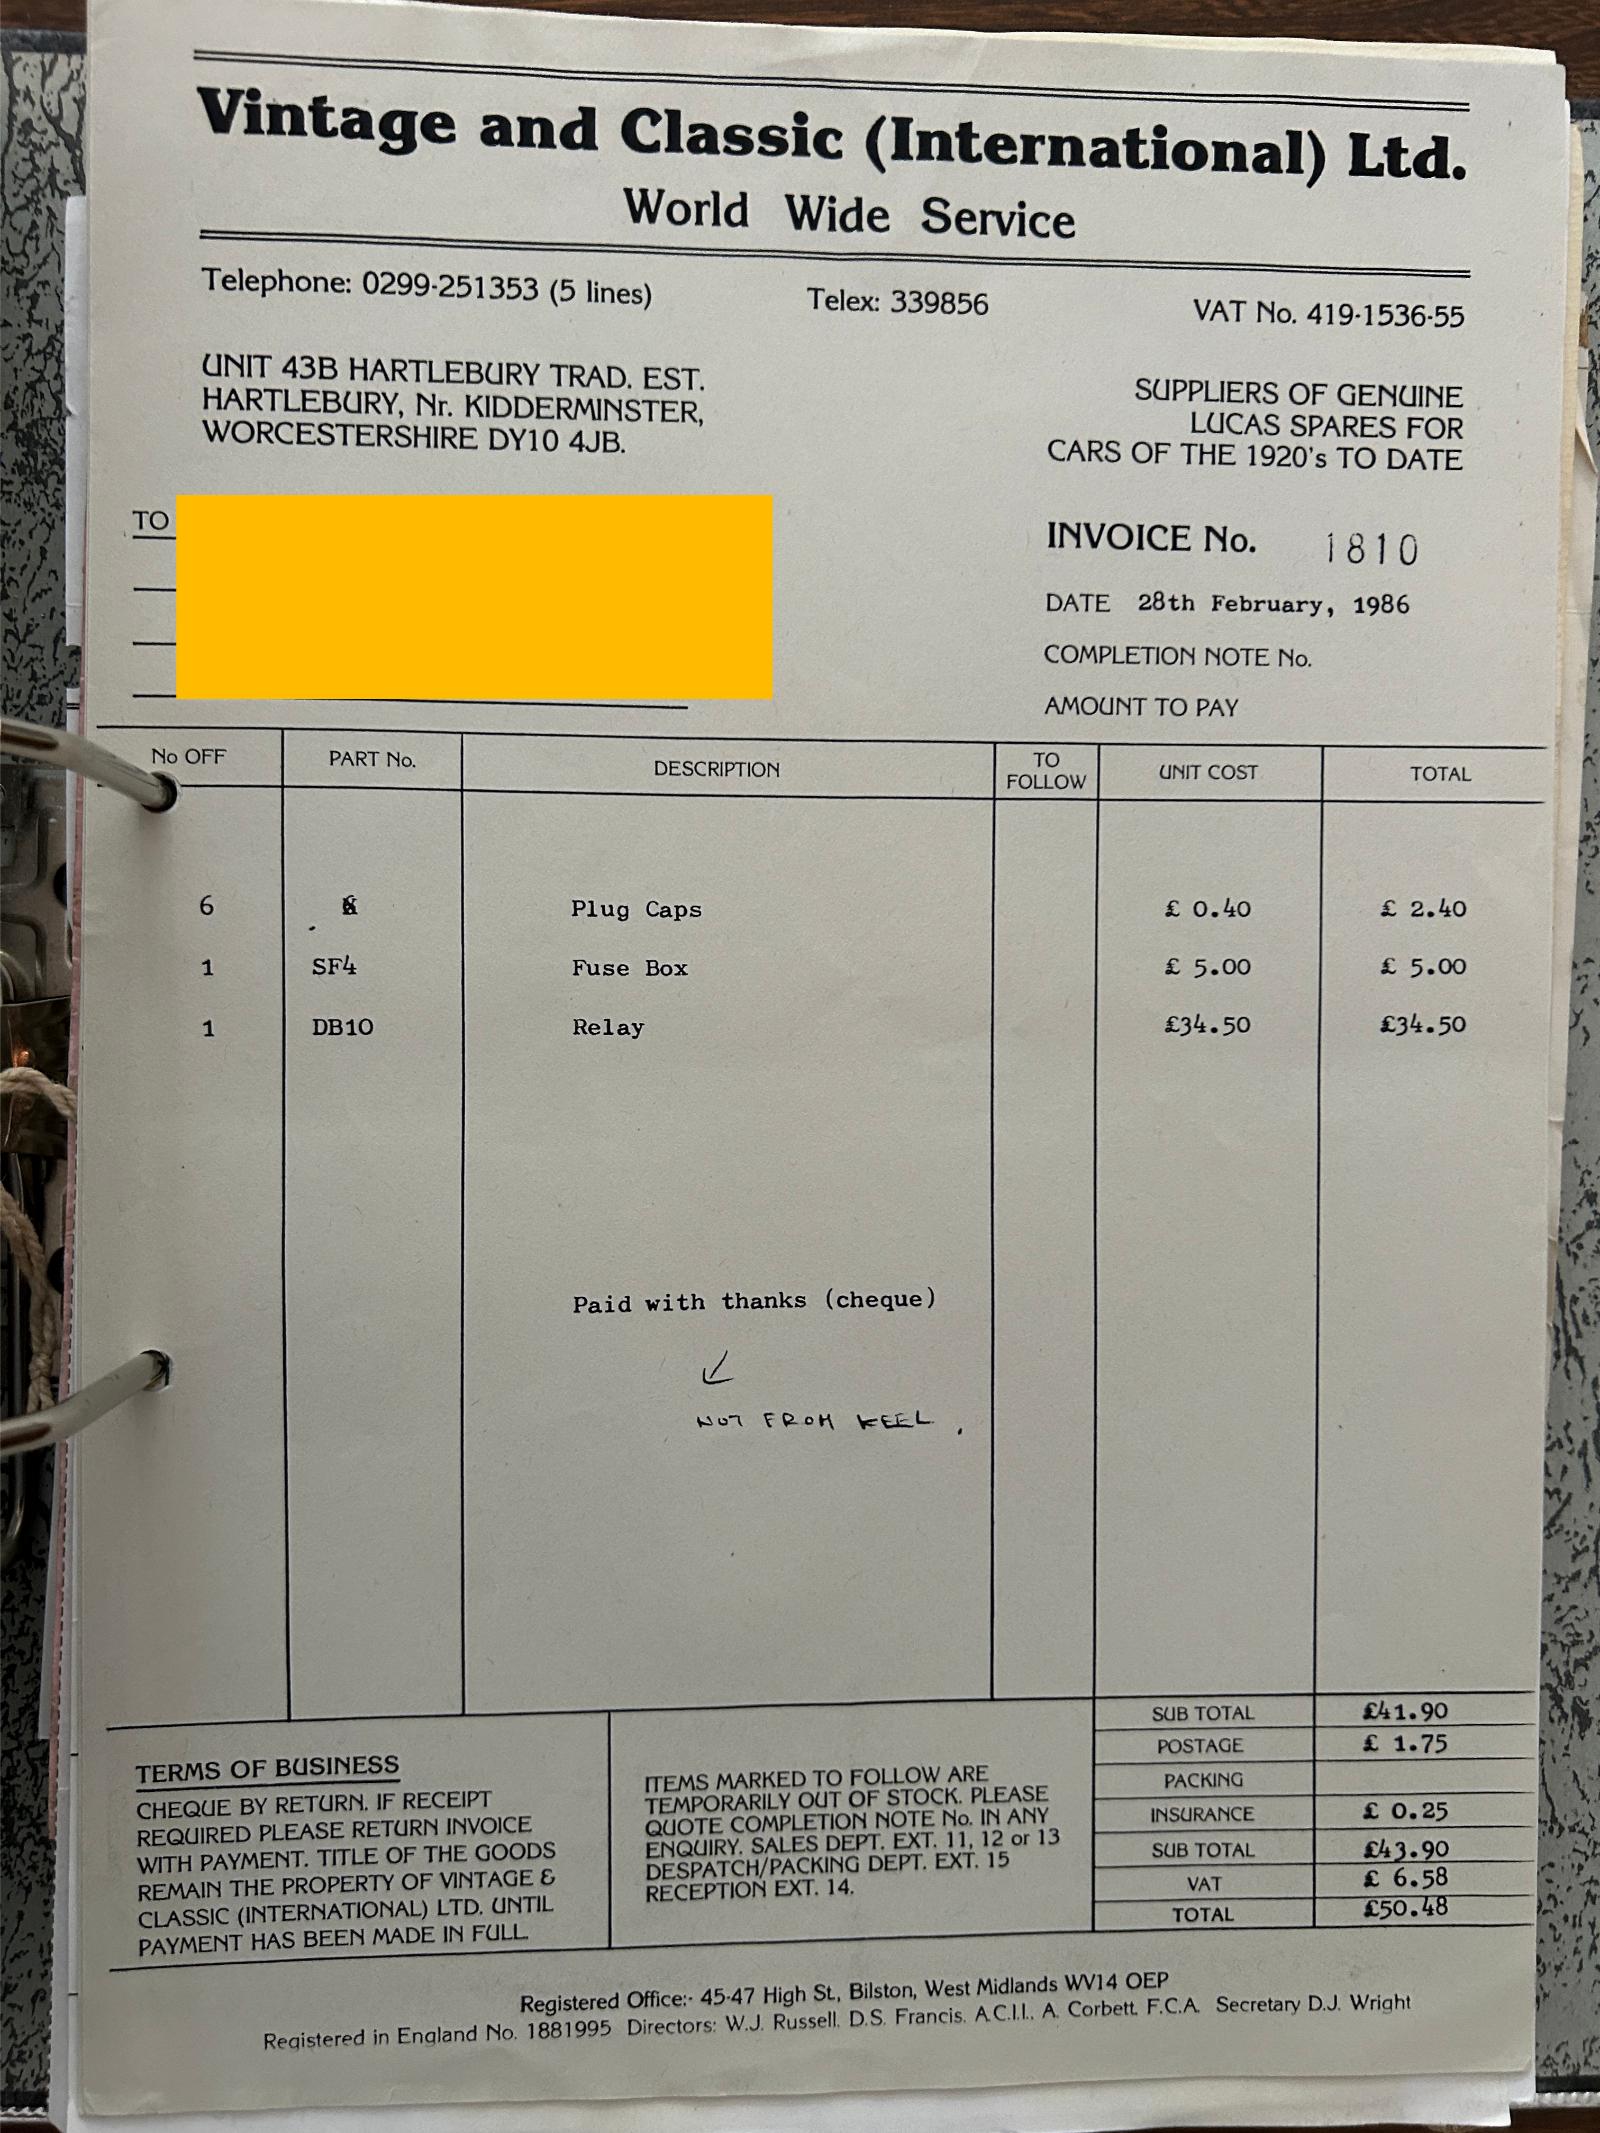 Vintage and Classic (International) Ltd.
World Wide Service
Telephone: 0299-251353 (5 lines)
Telex: 339856
VAT No. 419-1536-55
UNIT 43B HARTLEBURY TRAD. EST.
HARTLEBURY, Nr. KIDDERMINSTER,
WORCESTERSHIRE DY10 4JB.
SUPPLIERS OF GENUINE
LUCAS SPARES FOR
CARS OF THE 1920's TO DATE
TO
INVOICE No. 1810
DATE 28th February, 1986
COMPLETION NOTE No.
AMOUNT TO PAY
No OFF PART No. DESCRIPTION TO FOLLOW UNIT COST TOTAL
6 Plug Caps £ 0.40 £ 2.40
1 SF4 Fuse Box £ 5.00 £ 5.00
1 DB10 Relay £34.50 £34.50
Paid with thanks (cheque)
NOT FROM KEEL.
SUB TOTAL £41.90
POSTAGE £ 1.75
PACKING
INSURANCE £ 0.25
SUB TOTAL £43.90
VAT £ 6.58
TOTAL £50.48
TERMS OF BUSINESS
CHEQUE BY RETURN. IF RECEIPT
REQUIRED PLEASE RETURN INVOICE
WITH PAYMENT. TITLE OF THE GOODS
REMAIN THE PROPERTY OF VINTAGE &
CLASSIC (INTERNATIONAL) LTD. UNTIL
PAYMENT HAS BEEN MADE IN FULL.
ITEMS MARKED TO FOLLOW ARE
TEMPORARILY OUT OF STOCK. PLEASE
QUOTE COMPLETION NOTE No. IN ANY
ENQUIRY. SALES DEPT. EXT. 11, 12 or 13
DESPATCH/PACKING DEPT. EXT. 15
RECEPTION EXT. 14.
Registered Office:- 45-47 High St., Bilston, West Midlands WV14 OEP
Registered in England No. 1881995 Directors: W.J. Russell. D.S. Francis. A.C.I.I., A. Corbett. F.C.A. Secretary D.J. Wright